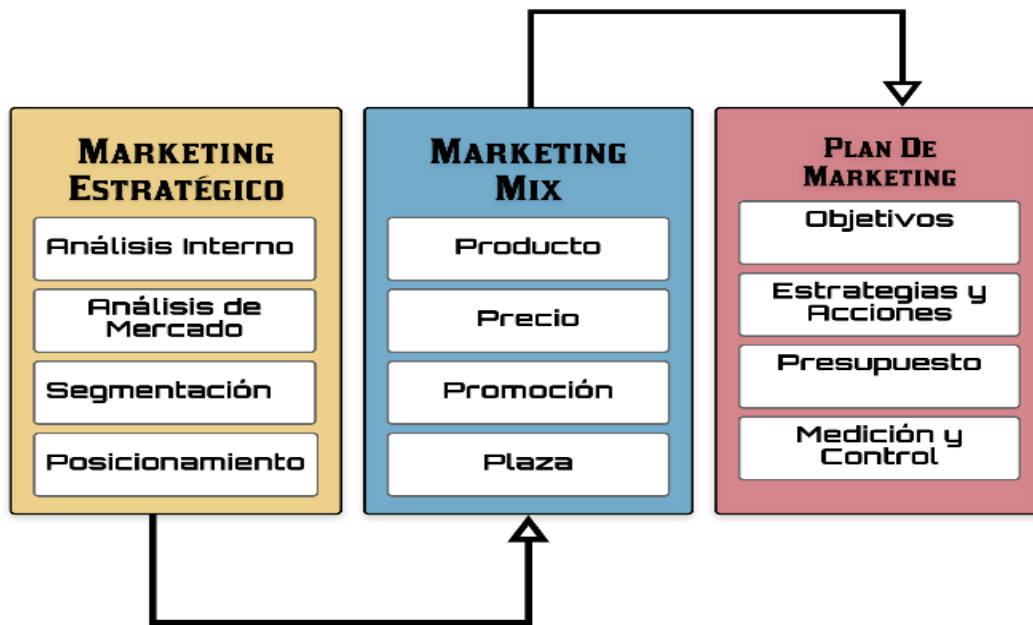 MARKETING
ESTRATÉGICO
Análisis Interno
Análisis de
Mercado
Segmentación
Posicionamiento
MARKETING
MIX
Producto
Precio
Promoción
Plaza
PLAN DE
MARKETING
Objetivos
Estrategias y
Acciones
Presupuesto
Medición y
Control